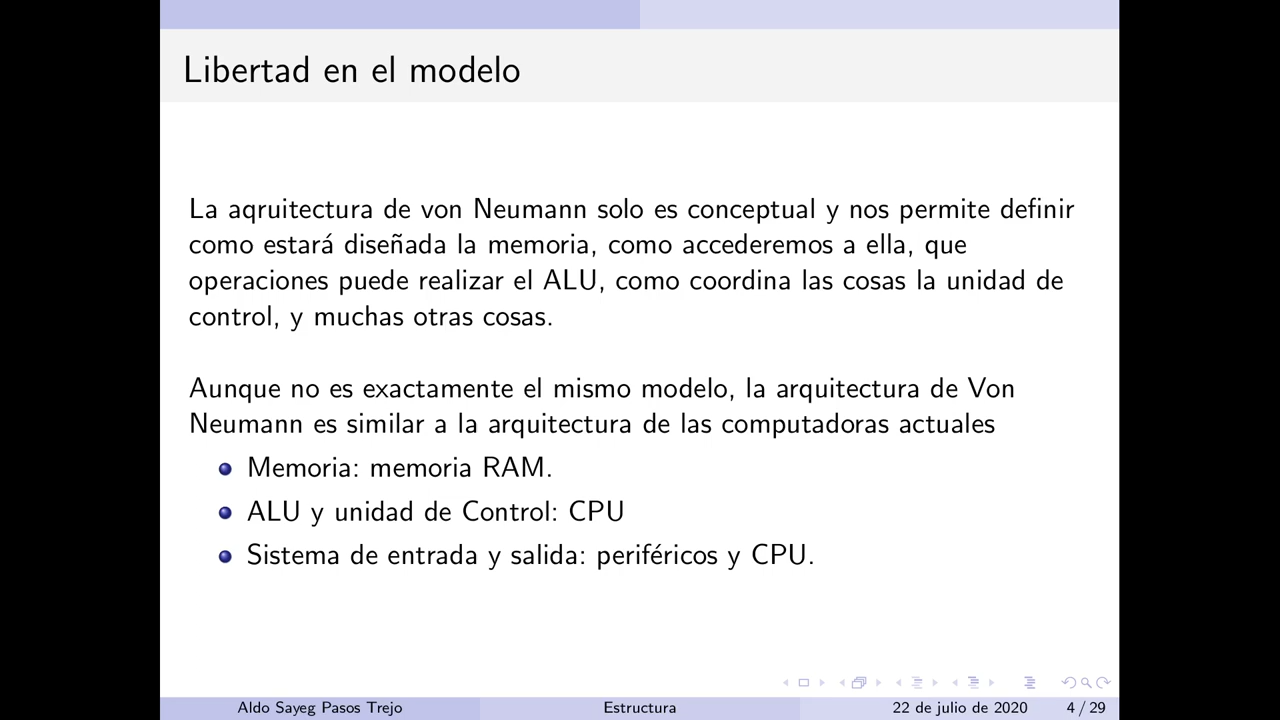 Libertad en el modelo
La aqruitectura de von Neumann solo es conceptual y nos permite definir
como estará diseñada la memoria, como accederemos a ella, que
operaciones puede realizar el ALU, como coordina las cosas la unidad de
control, y muchas otras cosas.
Aunque no es exactamente el mismo modelo, la arquitectura de Von
Neumann es similar a la arquitectura de las computadoras actuales
Memoria: memoria RAM.
ALU y unidad de Control: CPU
Sistema de entrada y salida: periféricos y CPU.
Aldo Sayeg Pasos Trejo Estructura 22 de julio de 2020 4 / 29